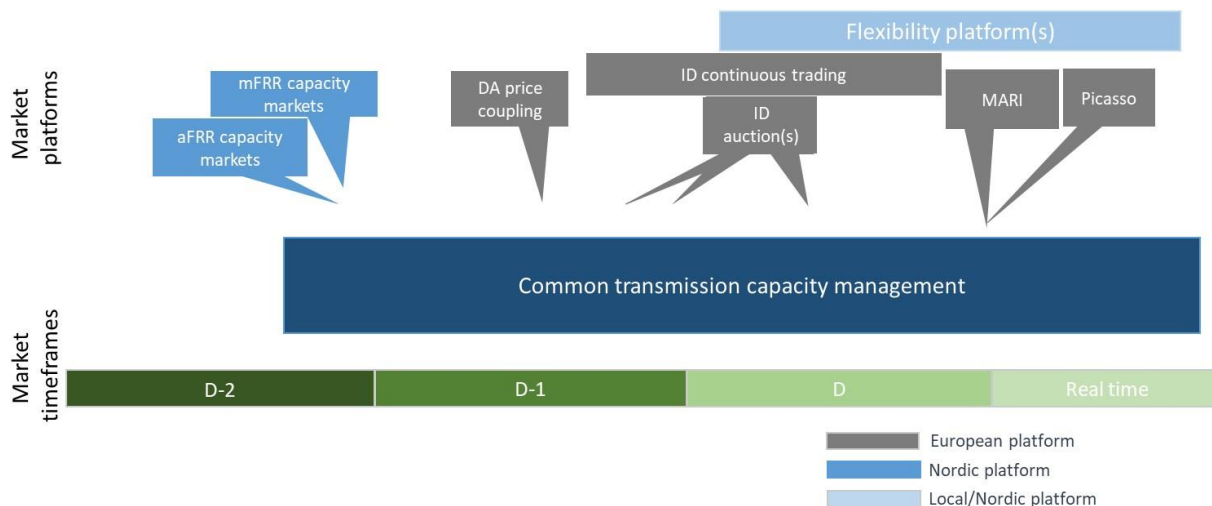 Market
platforms
Flexibility platform(s)
ID continuous trading
mFRR capacity
markets
DA price
coupling
MARI
Picasso
ID
auction(s)
aFRR capacity
markets
Common transmission capacity management
Market
timeframes
D-2
D-1
D
Real time
European platform
Nordic platform
Local/Nordic platform